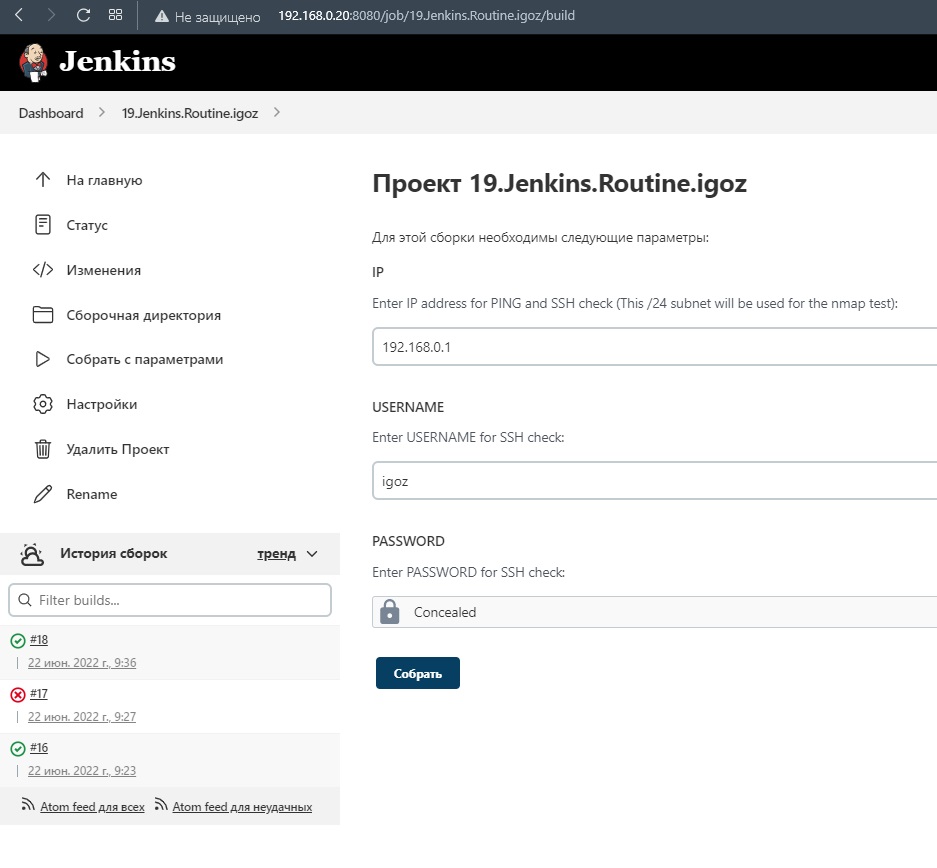 Не защищено 192.168.0.20:8080/job/19.Jenkins.Routine.igoz/build
Jenkins
Dashboard 19.Jenkins.Routine.igoz
На главную
Статус
Изменения
Сборочная директория
Собрать с параметрами
Настройки
Удалить Проект
Rename
История сборок тренд
Filter builds...
#18
22 июн. 2022 г., 9:36
#17
22 июн. 2022 г., 9:27
#16
22 июн. 2022 г., 9:23
Atom feed для всех Atom feed для неудачных
Проект 19.Jenkins.Routine.igoz
Для этой сборки необходимы следующие параметры:
IP
Enter IP address for PING and SSH check (This /24 subnet will be used for the nmap test):
192.168.0.1
USERNAME
Enter USERNAME for SSH check:
igoz
PASSWORD
Enter PASSWORD for SSH check:
Concealed
Собрать